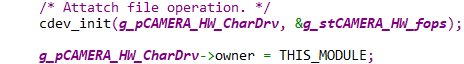 /* Attatch file operation. */
cdev_init(g_pCAMERA_HW_CharDrv, &g_stCAMERA_HW_fops);
g_pCAMERA_HW_CharDrv->owner = THIS_MODULE;